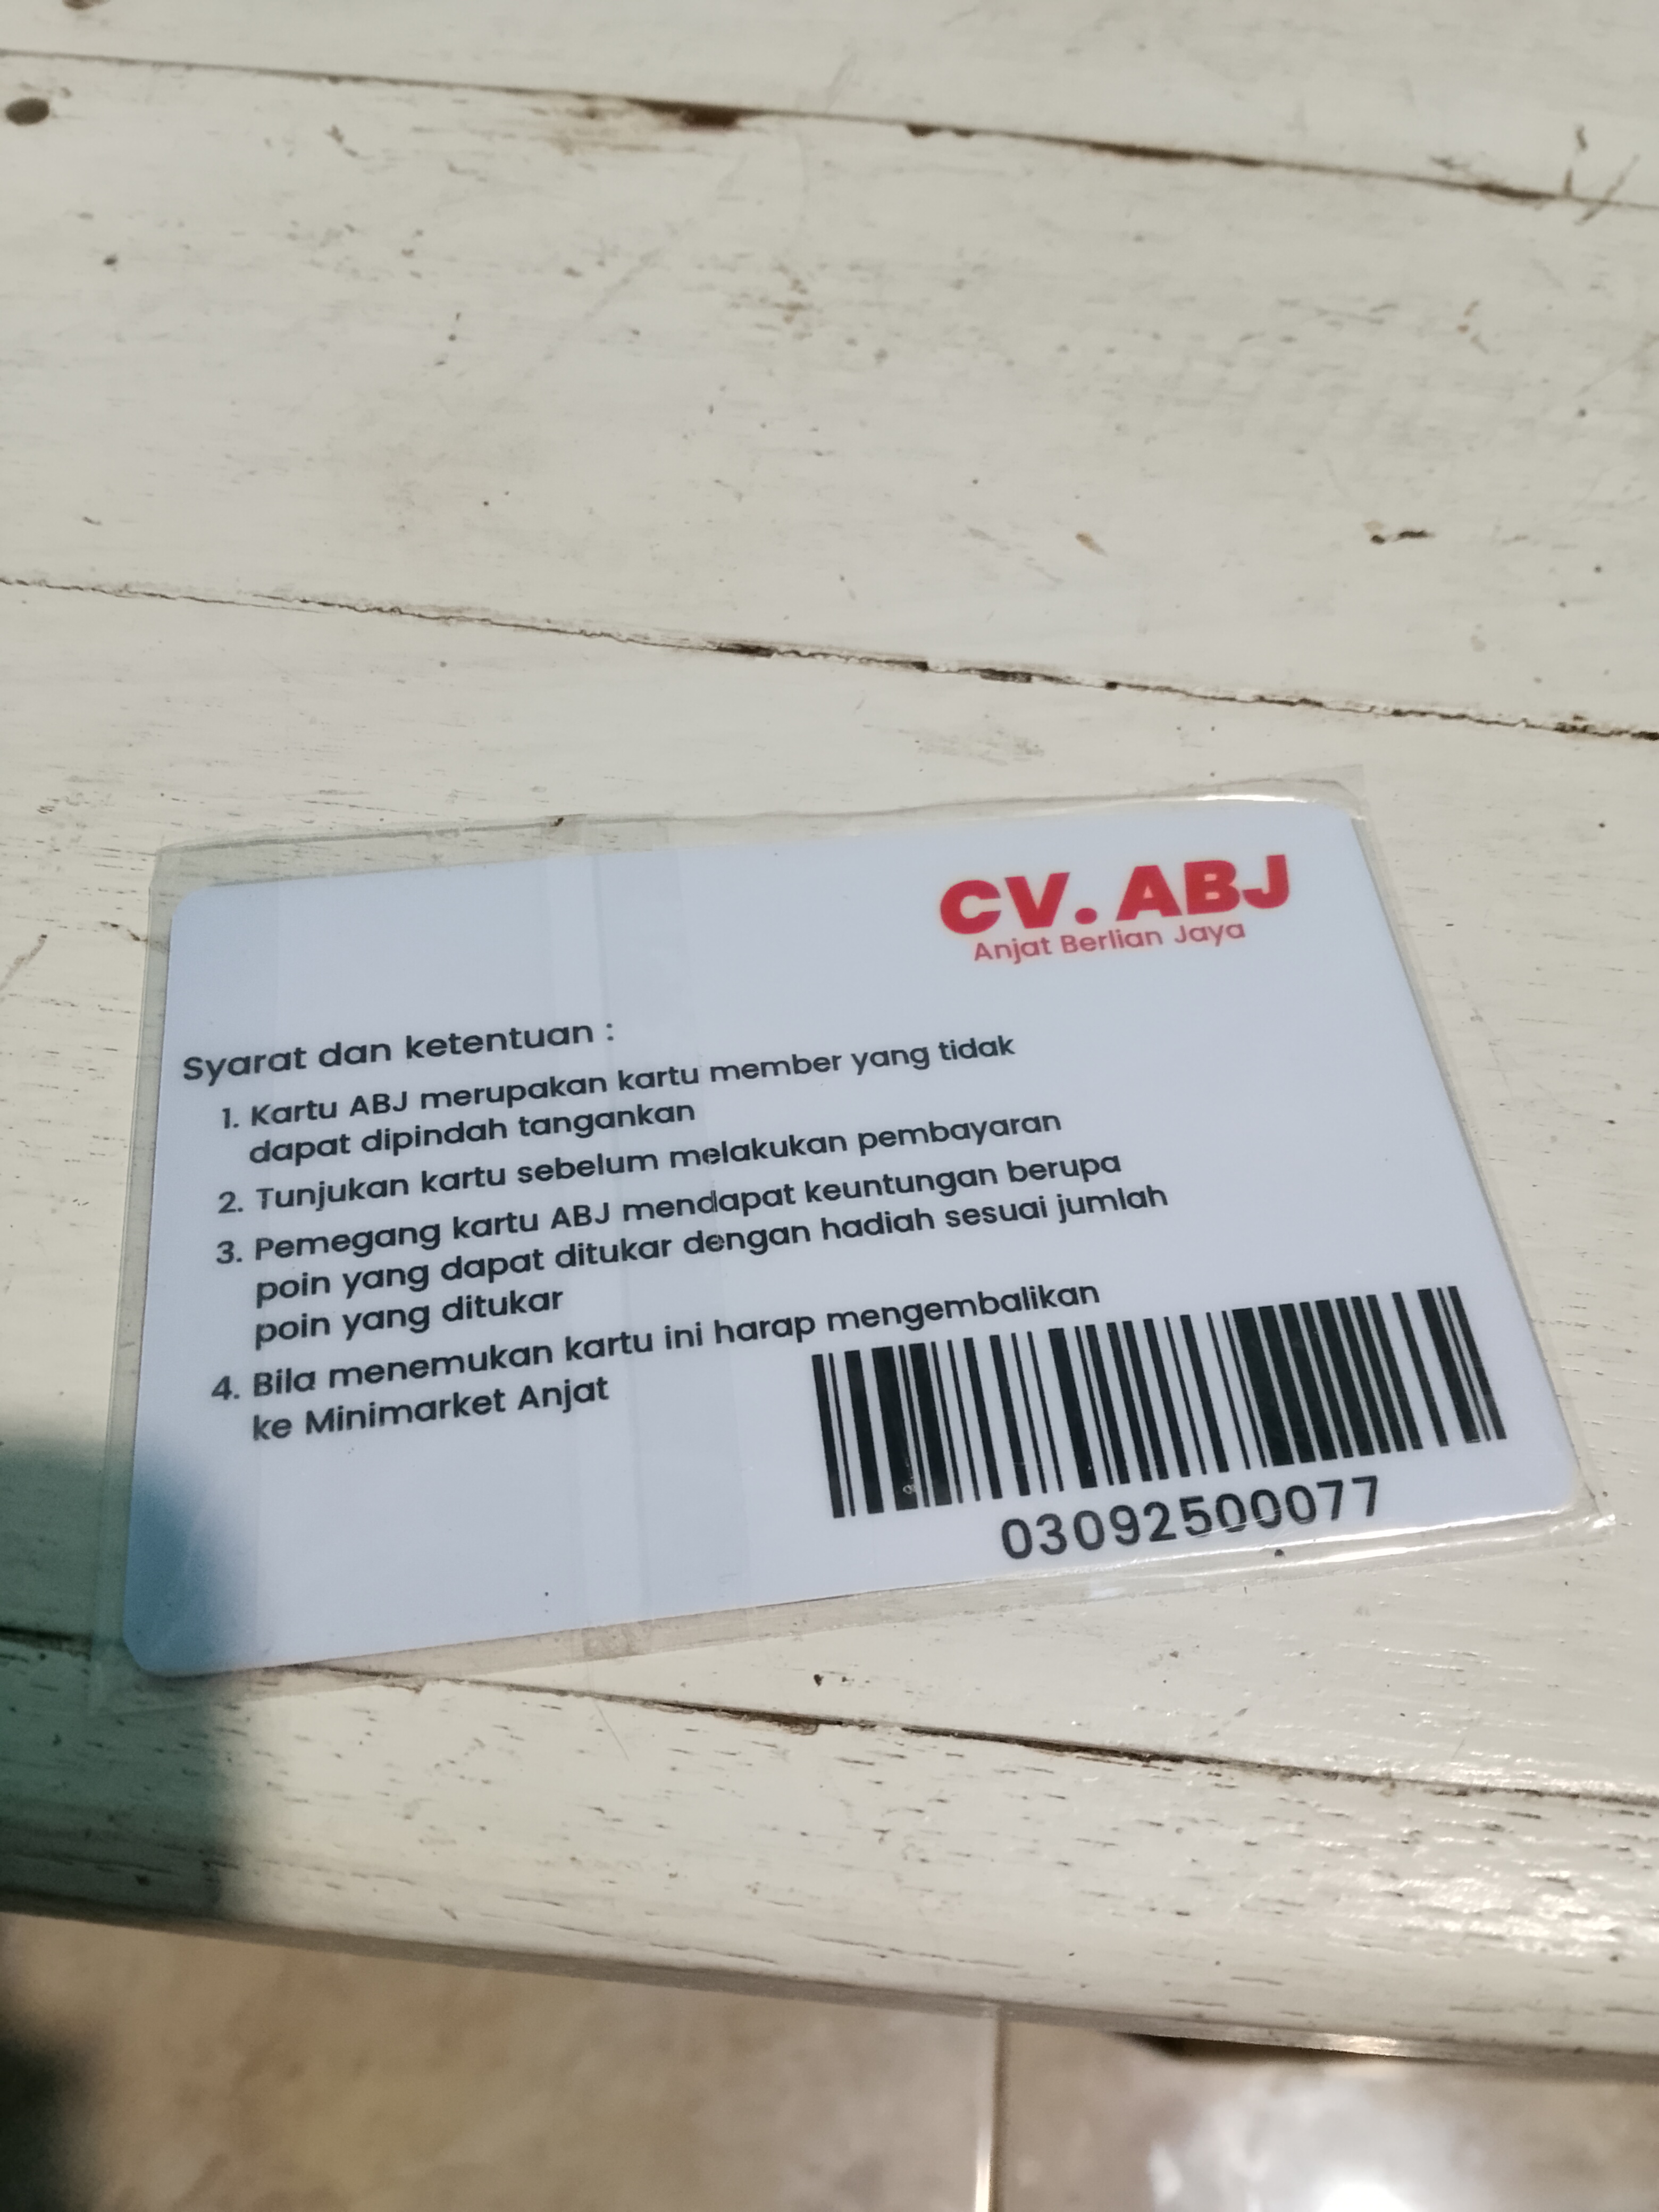 CV. ABJ
Anjat Berlian Jaya
Syarat dan ketentuan :
1. Kartu ABJ merupakan kartu member yang tidak
dapat dipindah tangankan
2. Tunjukan kartu sebelum melakukan pembayaran
3. Pemegang kartu ABJ mendapat keuntungan berupa
poin yang dapat ditukar dengan hadiah sesuai jumlah
poin yang ditukar
4. Bila menemukan kartu ini harap mengembalikan
ke Minimarket Anjat
03092500077